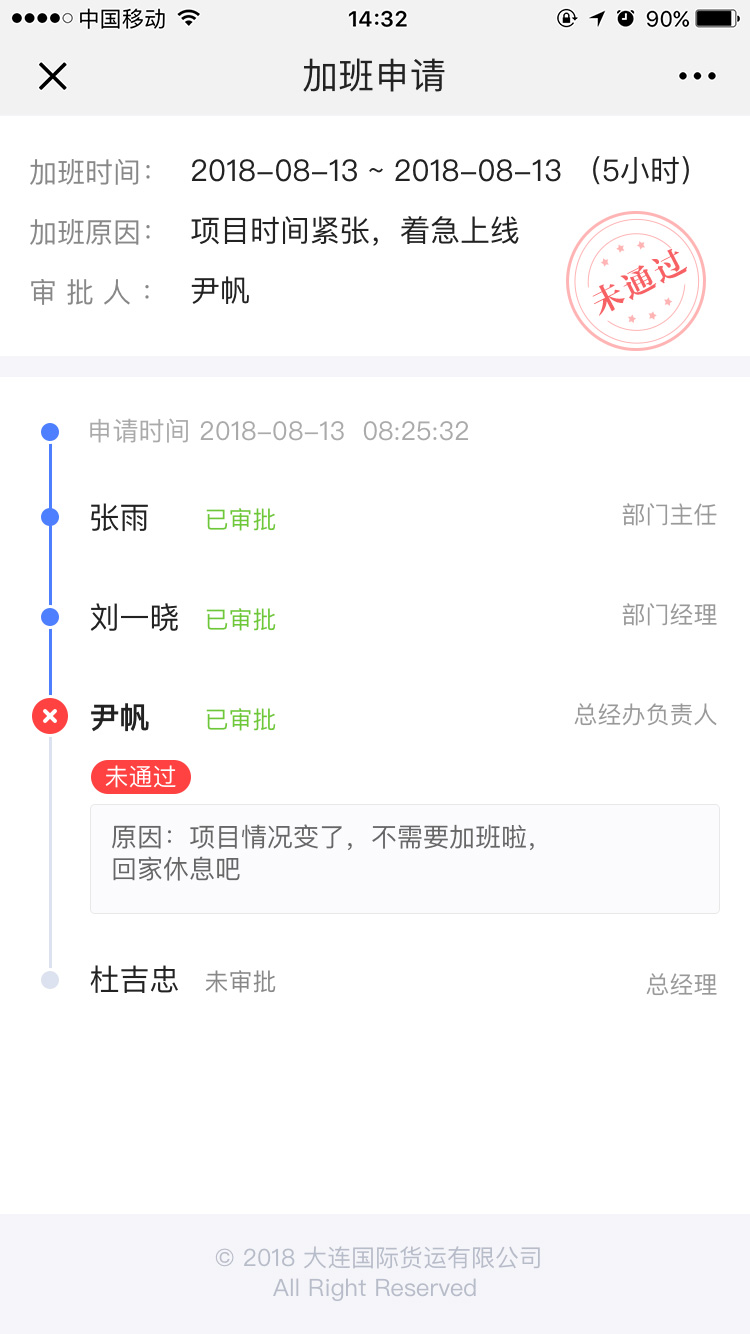 中国移动 14:32 90%
加班申请
加班时间： 2018-08-13 ~ 2018-08-13 （5小时）
加班原因： 项目时间紧张，着急上线
审批人： 尹帆
未通过
申请时间 2018-08-13 08:25:32
张雨 已审批 部门主任
刘一晓 已审批 部门经理
尹帆 已审批 总经办负责人
未通过
原因：项目情况变了，不需要加班啦，
回家休息吧
杜吉忠 未审批 总经理
© 2018 大连国际货运有限公司
All Right Reserved